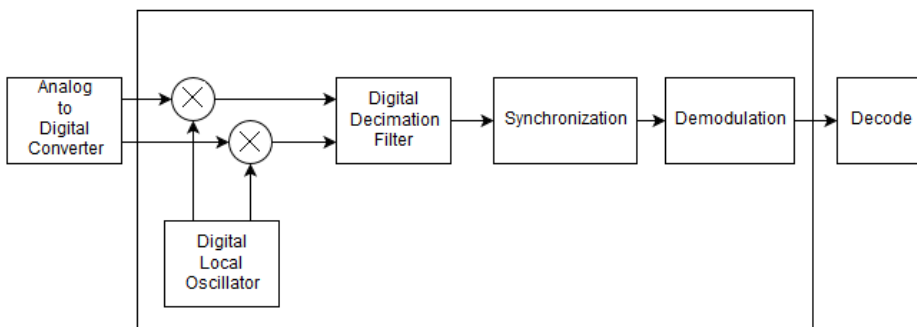 Analog
to
Digital
Converter
Digital
Decimation
Filter
Synchronization
Demodulation
Decode
Digital
Local
Oscillator